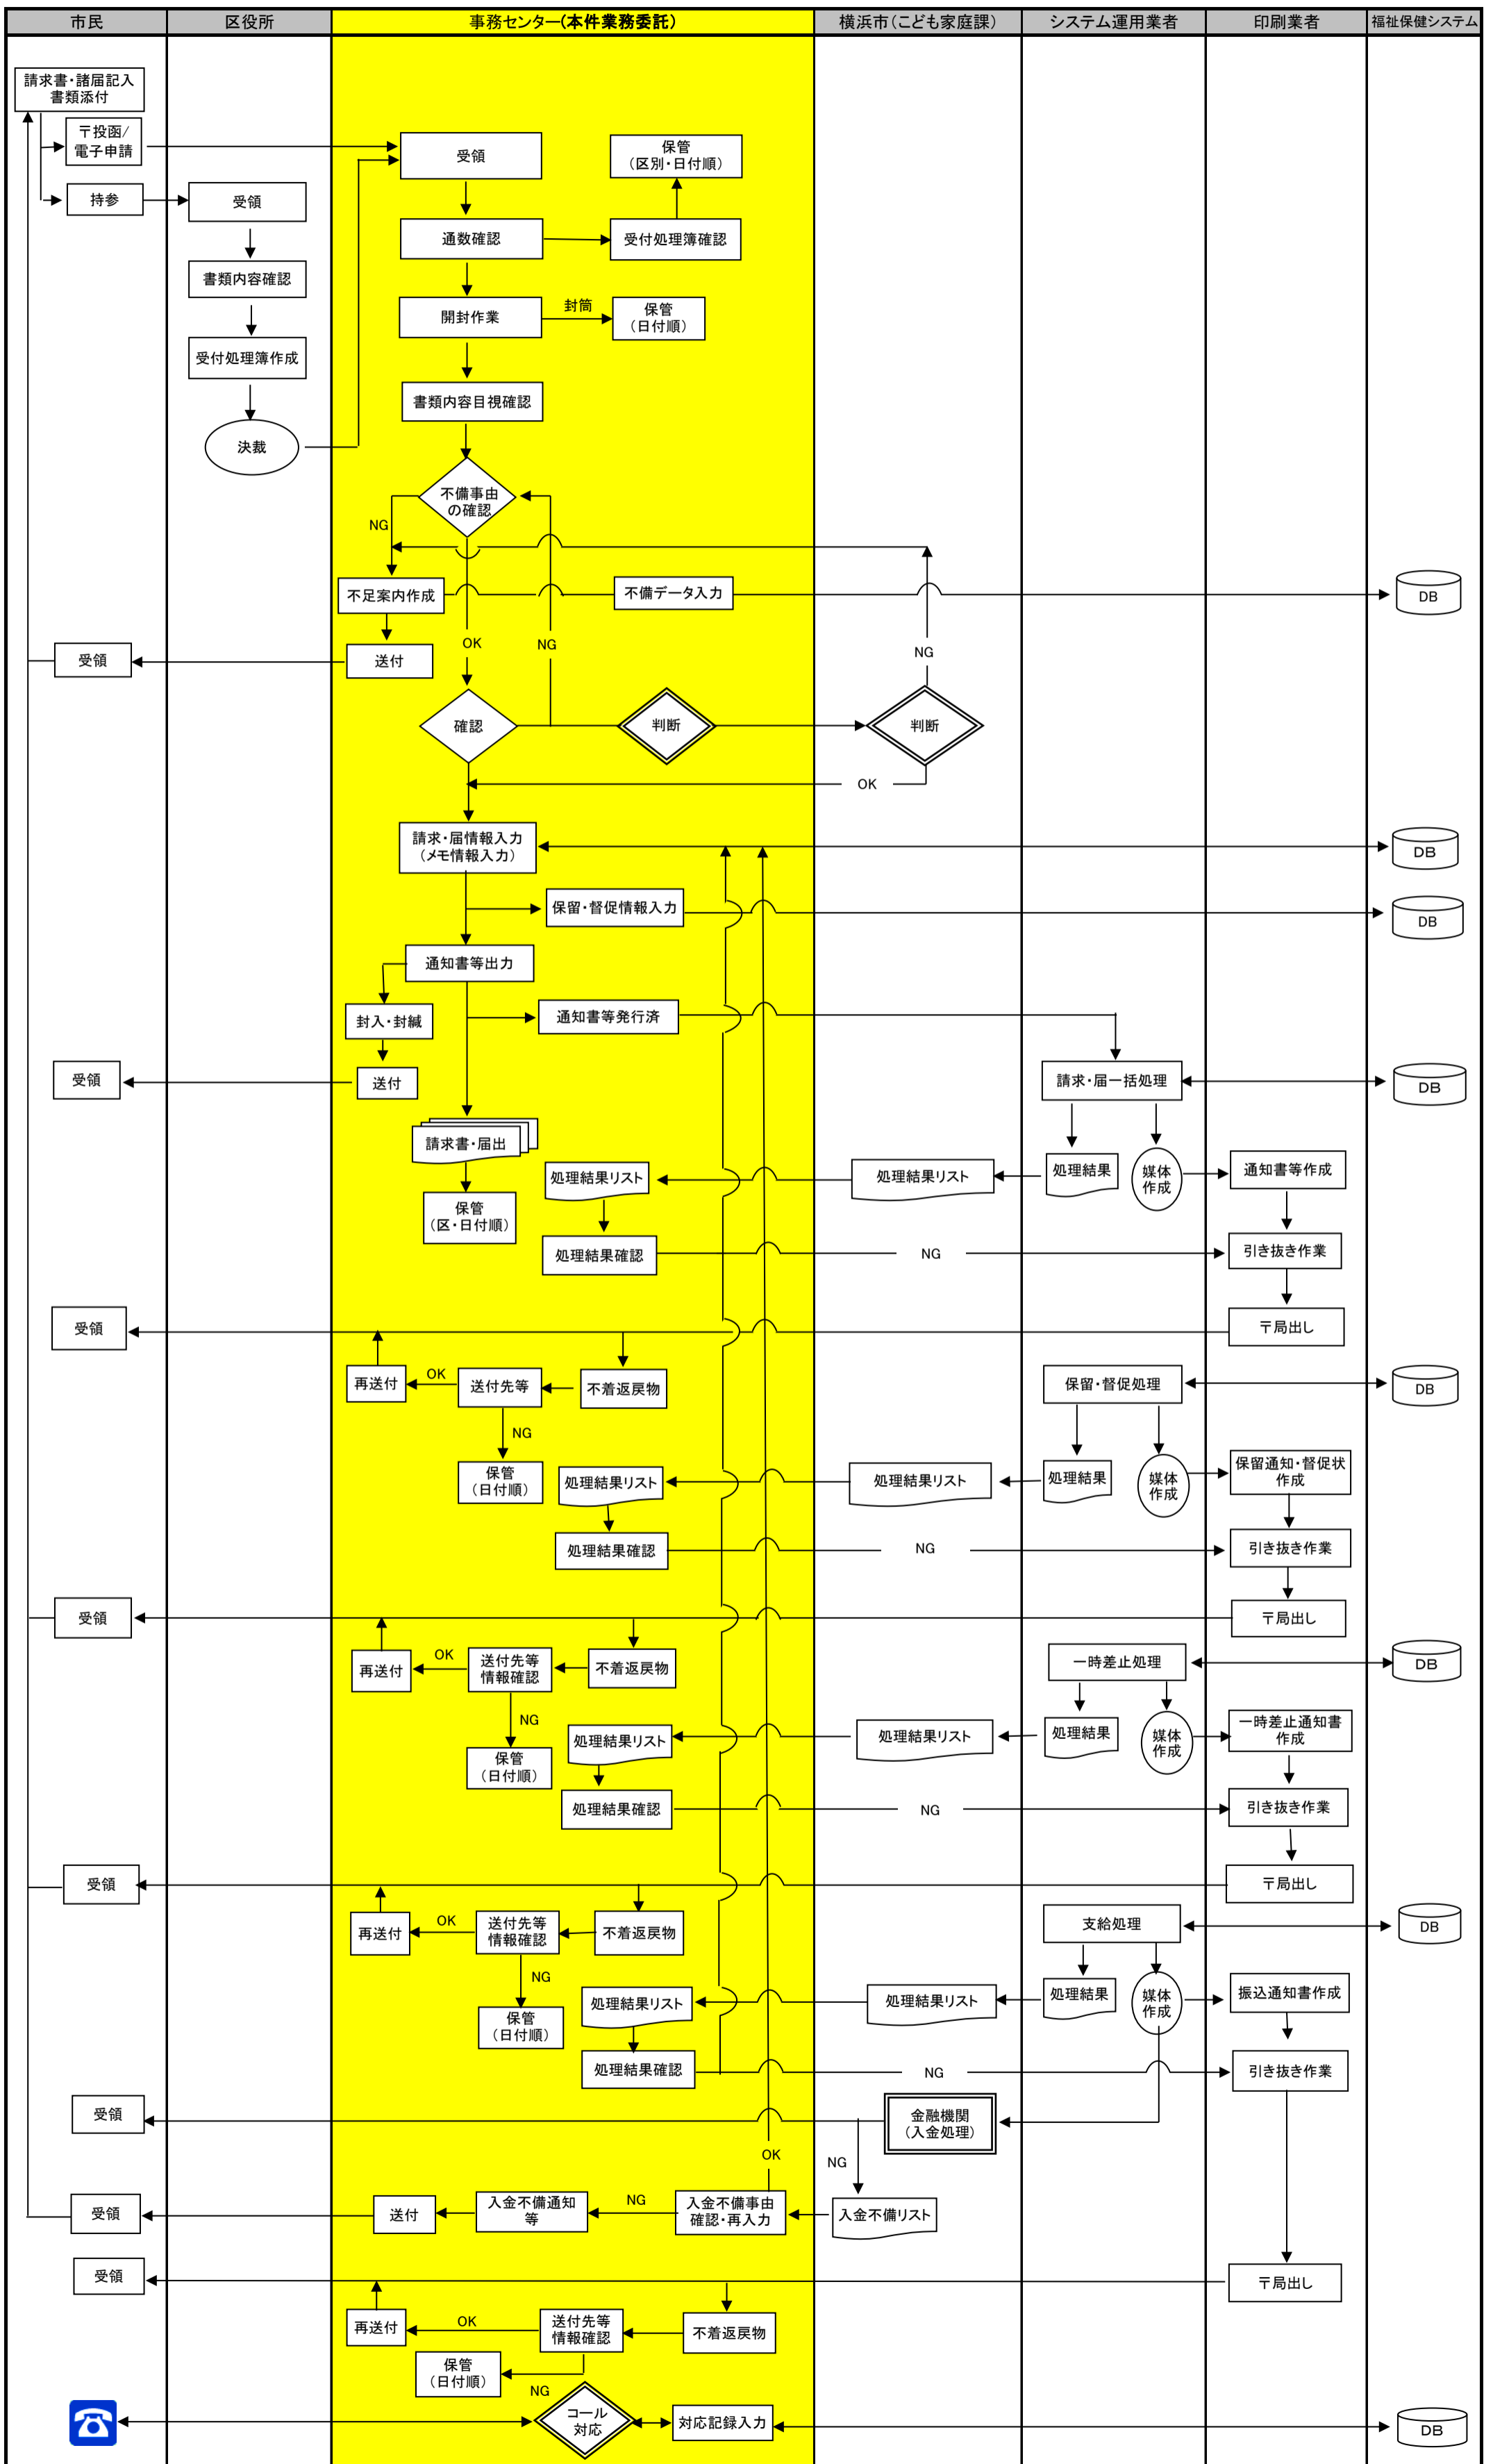 市民
区役所
事務センター(本件業務委託)
横浜市(こども家庭課)
システム運用業者
印刷業者
福祉保健システム
請求書・諸届記入
書類添付
〒投函/
電子申請
持参
受領
書類内容確認
受付処理簿作成
決裁
受領
保管
(区別・日付順)
通数確認
受付処理簿確認
開封作業
封筒
保管
(日付順)
書類内容目視確認
不備事由
の確認
NG
不足案内作成
不備データ入力
DB
OK
NG
NG
受領
送付
確認
判断
判断
OK
請求・届情報入力
(メモ情報入力)
DB
保留・督促情報入力
DB
通知書等出力
封入・封緘
通知書等発行済
受領
送付
請求・届一括処理
DB
請求書・届出
処理結果リスト
処理結果リスト
処理結果
媒体
作成
通知書等作成
保管
(区・日付順)
処理結果確認
NG
引き抜き作業
受領
〒局出し
再送付
OK
送付先等
不着返戻物
保留・督促処理
DB
NG
保管
(日付順)
処理結果リスト
処理結果リスト
処理結果
媒体
作成
保留通知・督促状
作成
処理結果確認
NG
引き抜き作業
受領
〒局出し
再送付
OK
送付先等
情報確認
不着返戻物
一時差止処理
DB
NG
保管
(日付順)
処理結果リスト
処理結果リスト
処理結果
媒体
作成
一時差止通知書
作成
処理結果確認
NG
引き抜き作業
受領
〒局出し
再送付
OK
送付先等
情報確認
不着返戻物
支給処理
DB
NG
保管
(日付順)
処理結果リスト
処理結果リスト
処理結果
媒体
作成
振込通知書作成
処理結果確認
NG
引き抜き作業
受領
金融機関
(入金処理)
OK
NG
受領
送付
入金不備通知
等
NG
入金不備事由
確認・再入力
入金不備リスト
受領
〒局出し
再送付
OK
送付先等
情報確認
不着返戻物
保管
(日付順)
NG
コール
対応
対応記録入力
DB